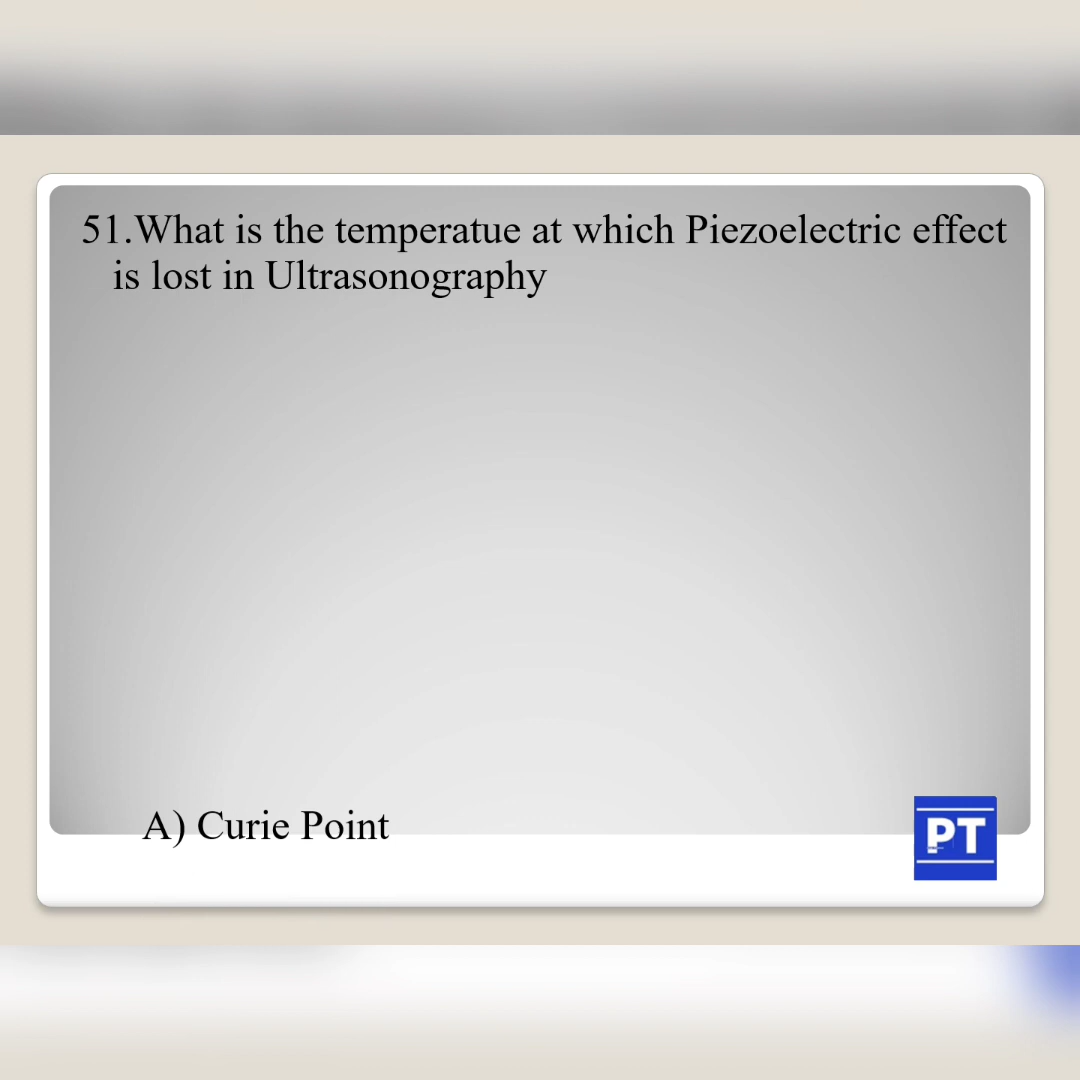 51.What is the temperatue at which Piezoelectric effect
is lost in Ultrasonography
A) Curie Point
PT